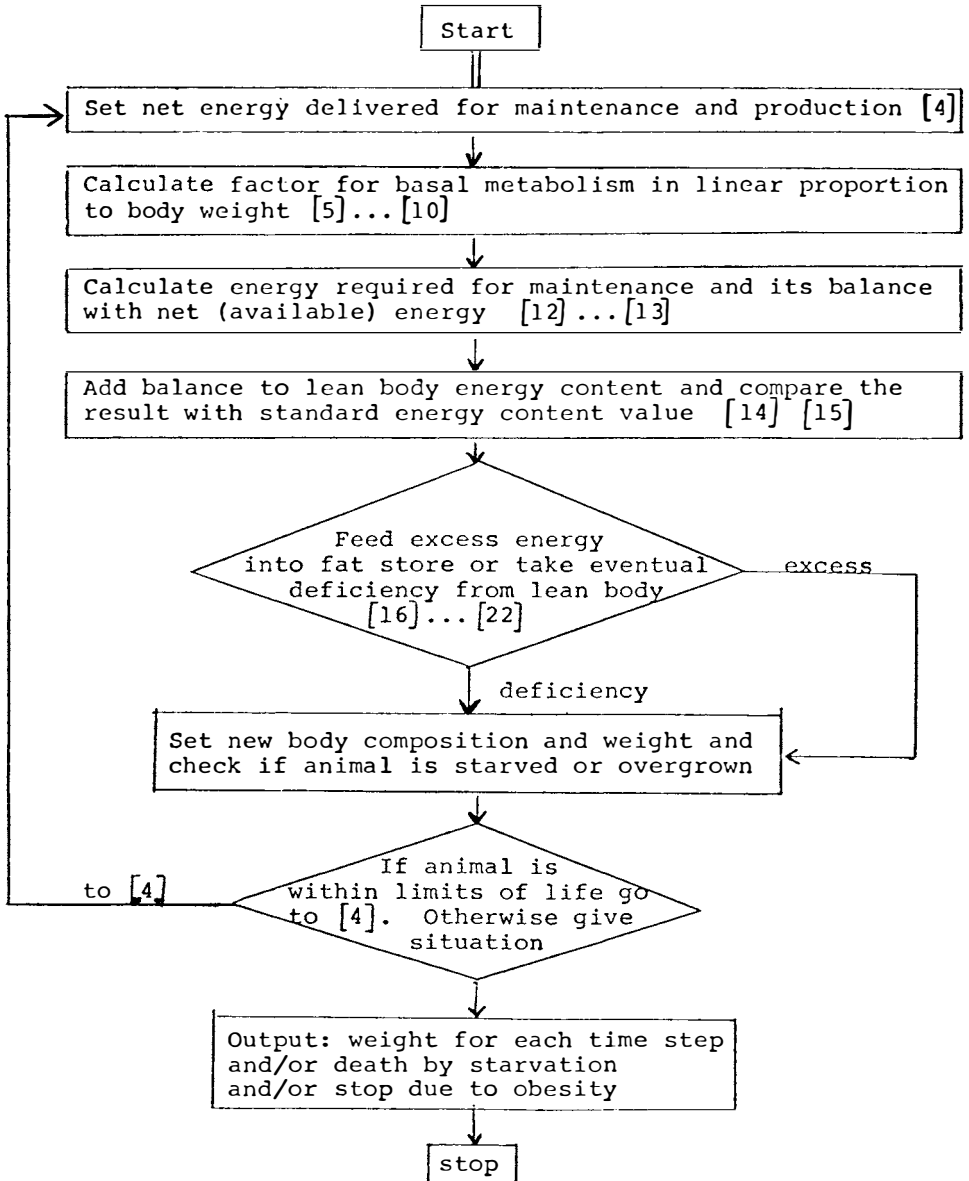 Start
Set net energy delivered for maintenance and production [4]
Calculate factor for basal metabolism in linear proportion
to body weight [5]...[10]
Calculate energy required for maintenance and its balance
with net (available) energy [12]...[13]
Add balance to lean body energy content and compare the
result with standard energy content value [14] [15]
Feed excess energy
into fat store or take eventual
deficiency from lean body
[16]...[22]
excess
deficiency
Set new body composition and weight and
check if animal is starved or overgrown
to [4]
If animal is
within limits of life go
to [4]. Otherwise give
situation
Output: weight for each time step
and/or death by starvation
and/or stop due to obesity
stop